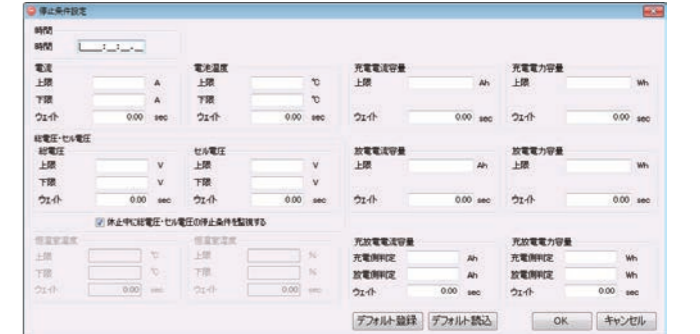 停止条件設定
時間
時間 ____:__:__.__
電流 電池温度 充電電流容量 充電電力容量
上限 A 上限 ℃ 上限 Ah 上限 Wh
下限 A 下限 ℃
ウェイト 0.00 sec ウェイト 0.00 sec ウェイト 0.00 sec ウェイト 0.00 sec
総電圧・セル電圧
総電圧 セル電圧 放電電流容量 放電電力容量
上限 V 上限 V 上限 Ah 上限 Wh
下限 V 下限 V
ウェイト 0.00 sec ウェイト 0.00 sec ウェイト 0.00 sec ウェイト 0.00 sec
休止中に総電圧・セル電圧の停止条件を監視する
恒温室温度 恒温室湿度 充放電電流容量 充放電電力容量
上限 ℃ 上限 % 充電側判定 Ah 充電側判定 Wh
下限 ℃ 下限 % 放電側判定 Ah 放電側判定 Wh
ウェイト 0.00 sec ウェイト 0.00 sec ウェイト 0.00 sec ウェイト 0.00 sec
デフォルト登録 デフォルト読込 OK キャンセル